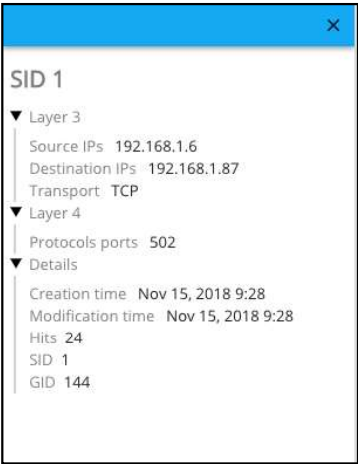 SID 1
Layer 3
Source IPs 192.168.1.6
Destination IPs 192.168.1.87
Transport TCP
Layer 4
Protocols ports 502
Details
Creation time Nov 15, 2018 9:28
Modification time Nov 15, 2018 9:28
Hits 24
SID 1
GID 144